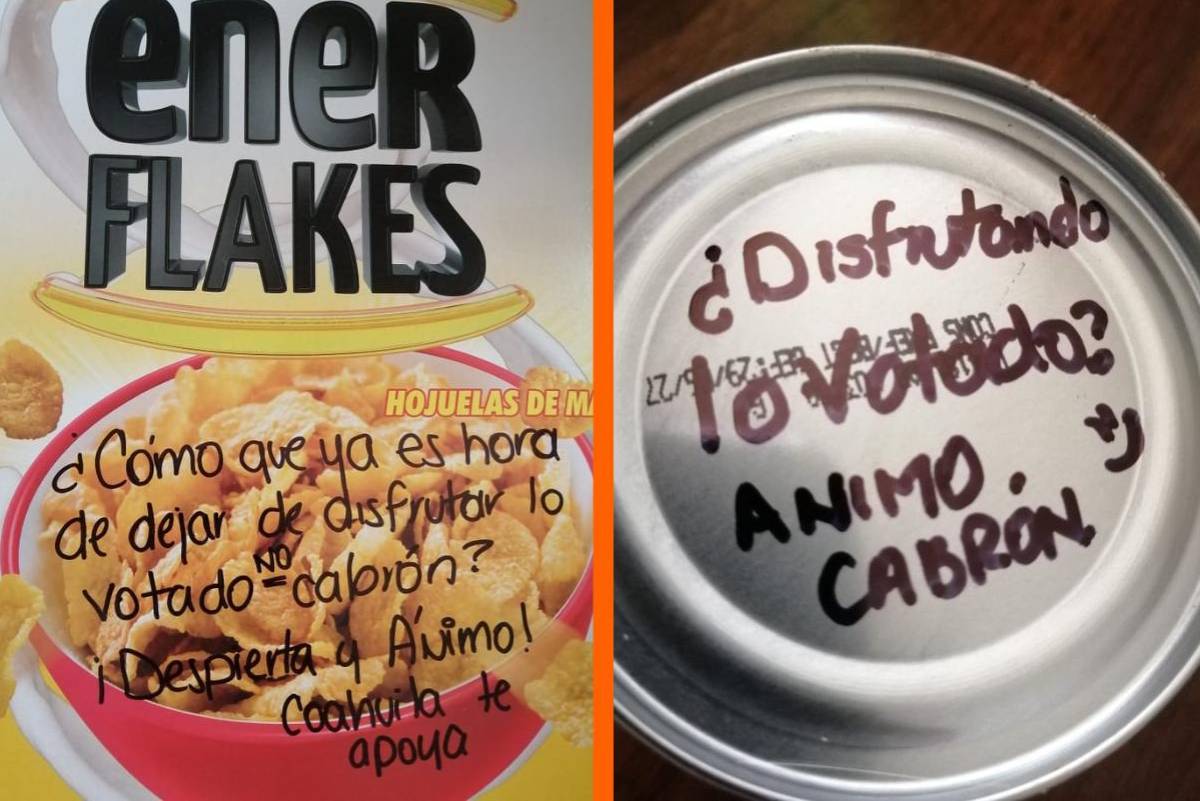 eneR
FLAKES
HOJUELAS DE MA
¿Cómo que ya es hora
de dejar de disfrutar lo
votado NO cabrón?
¡Despierta y Ánimo!
Coahuila te
apoya
¿Disfrutando
lo Votado?
ANIMO
CABRÓN.